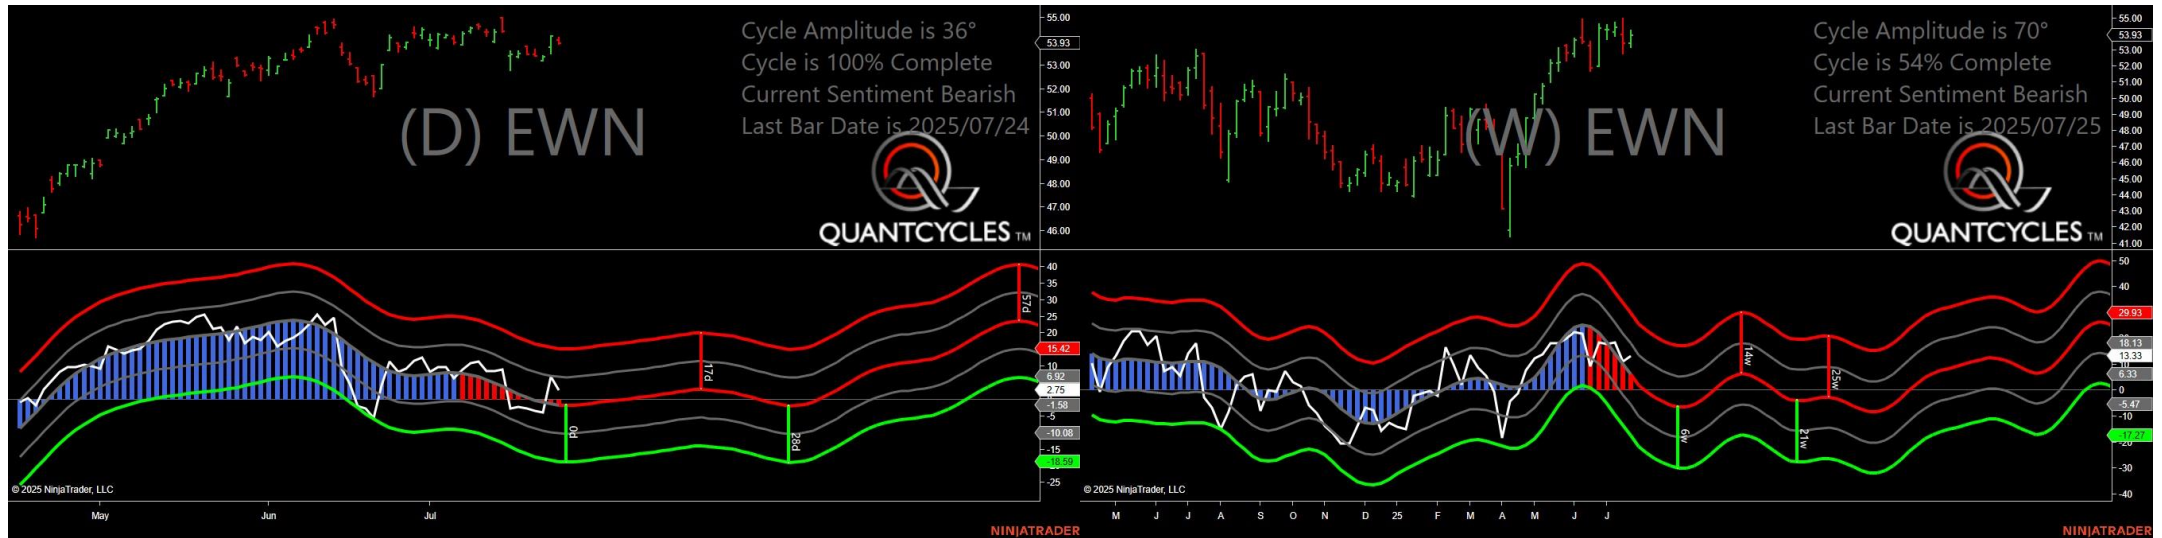 Cycle Amplitude is 36°
Cycle is 100% Complete
Current Sentiment Bearish
Last Bar Date is 2025/07/24
(D) EWN
QUANTCYCLES TM
55.00
53.93
53.00
52.00
51.00
50.00
49.00
48.00
47.00
46.00
40
35
30
25
20
15.42
10
6.92
2.75
-1.58
-5
-10.08
-15
-18.59
-25
0d
17d
28d
57d
© 2025 NinjaTrader, LLC
May Jun Jul
NINJATRADER
Cycle Amplitude is 70°
Cycle is 54% Complete
Current Sentiment Bearish
Last Bar Date is 2025/07/25
(W) EWN
QUANTCYCLES TM
55.00
53.93
53.00
52.00
51.00
50.00
49.00
48.00
47.00
46.00
45.00
44.00
43.00
42.00
41.00
50
40
29.93
18.13
13.33
6.33
0
-5.47
-10
-17.27
-30
-40
6w
14w
21w
25w
© 2025 NinjaTrader, LLC
M J J A S O N D 25 F M A M J J
NINJATRADER